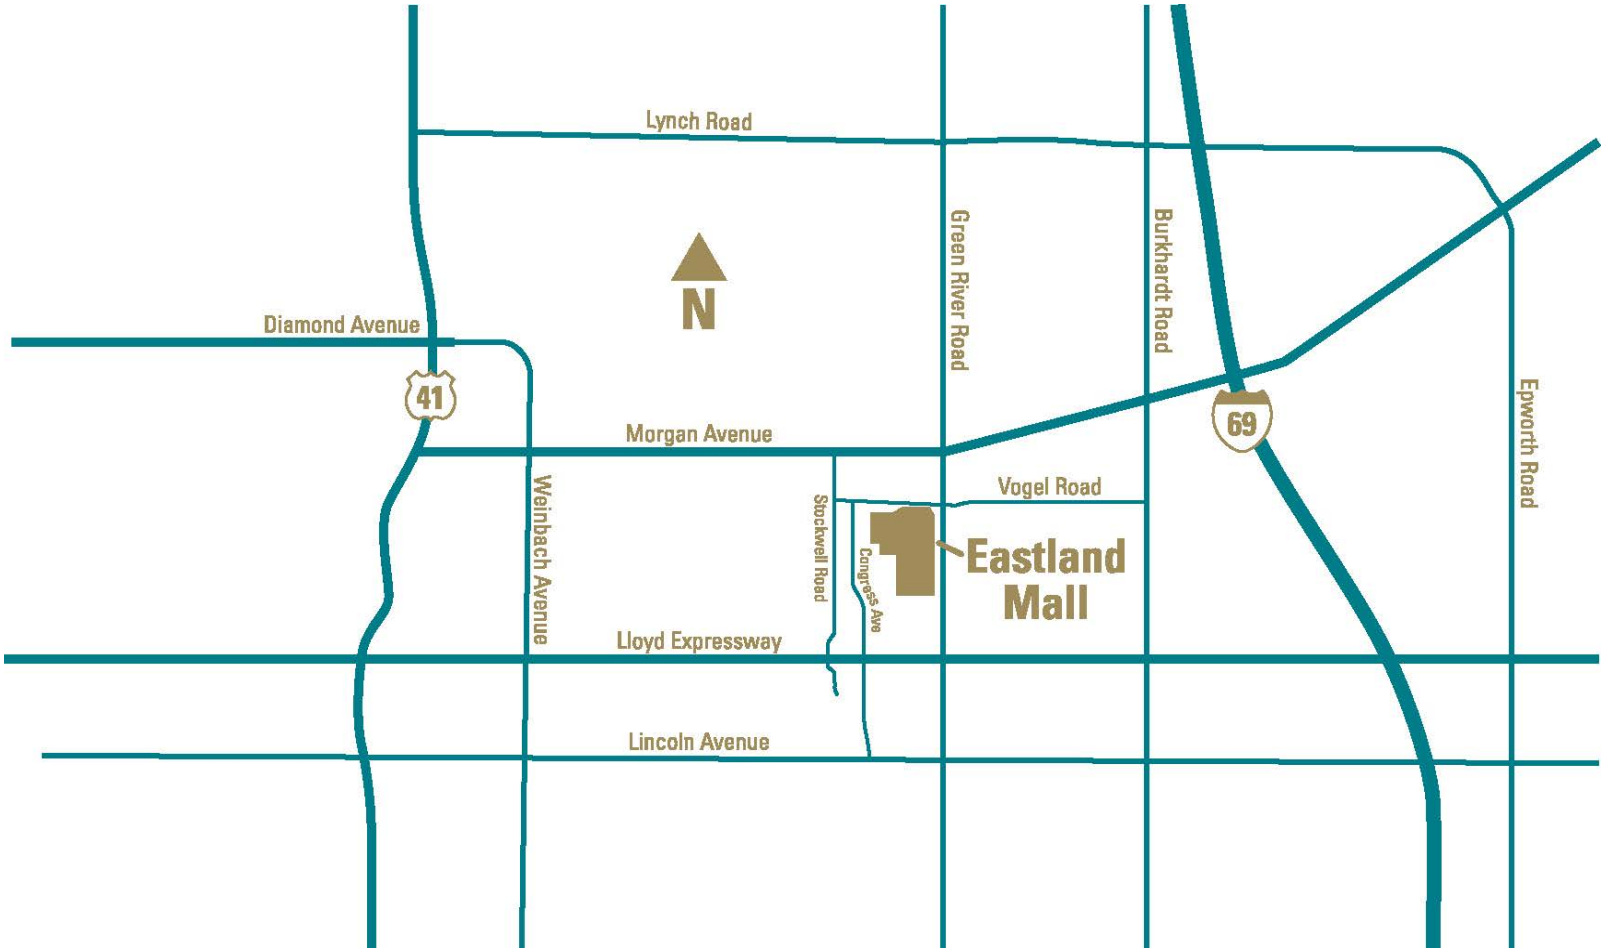 Lynch Road
Green River Road
Burkhardt Road
N
Diamond Avenue
41
Epworth Road
69
Morgan Avenue
Weinbach Avenue
Vogel Road
Stockwell Road
Congress Ave
Eastland
Mall
Lloyd Expressway
Lincoln Avenue